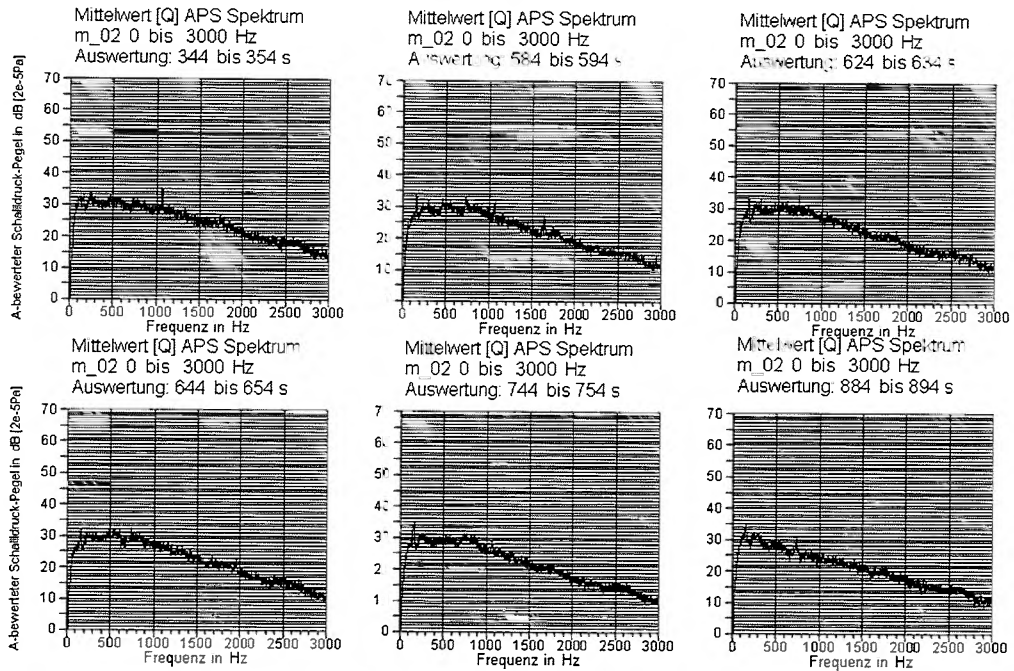 Mittelwert [Q] APS Spektrum
m_02 0 bis 3000 Hz
Auswertung: 344 bis 354 s
A-bewerteter Schalldruck-Pegel in dB [2e-5Pa]
70
60
50
40
30
20
10
0
0 500 1000 1500 2000 2500 3000
Frequenz in Hz
Mittelwert [Q] APS Spektrum
m_02 0 bis 3000 Hz
584 bis 594
0 500 1000 1500 2000 2500 3000
Frequenz in Hz
Mittelwert [Q] APS Spektrum
m_02 0 bis 3000 Hz
Auswertung: 624 bis 634 s
70
60
50
40
30
20
10
0
0 500 1000 1500 2000 2500 3000
Frequenz in Hz
Mittelwert [Q] APS Spektrum
m_02 0 bis 3000 Hz
Auswertung: 644 bis 654 s
A-bewerteter Schalldruck-Pegel in dB [2e-5Pa]
70
60
50
40
30
20
10
0
0 500 1000 1500 2000 2500 3000
Frequenz in Hz
Mittelwert [Q] APS Spektrum
m_02 0 bis 3000 Hz
Auswertung: 744 bis 754 s
0 500 1000 1500 2000 2500 3000
Frequenz in Hz
Mittelwert [Q] APS Spektrum
m_02 0 bis 3000 Hz
Auswertung: 884 bis 894 s
70
60
50
40
30
20
10
0
0 500 1000 1500 2000 2500 3000
Frequenz in Hz